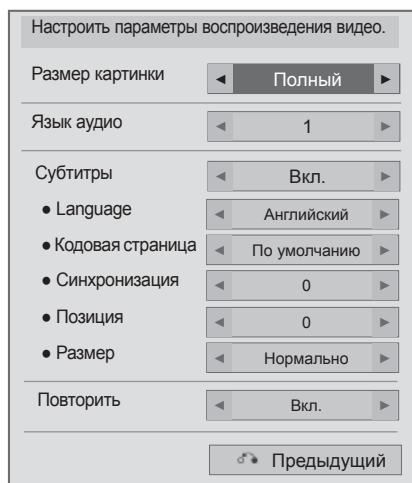 Настроить параметры воспроизведения видео.
Размер картинки ◄ Полный ►
Язык аудио ◄ 1 ►
Субтитры ◄ Вкл. ►
● Language ◄ Английский ►
● Кодовая страница ◄ По умолчанию ►
● Синхронизация ◄ 0 ►
● Позиция ◄ 0 ►
● Размер ◄ Нормально ►
Повторить ◄ Вкл. ►
Предыдущий